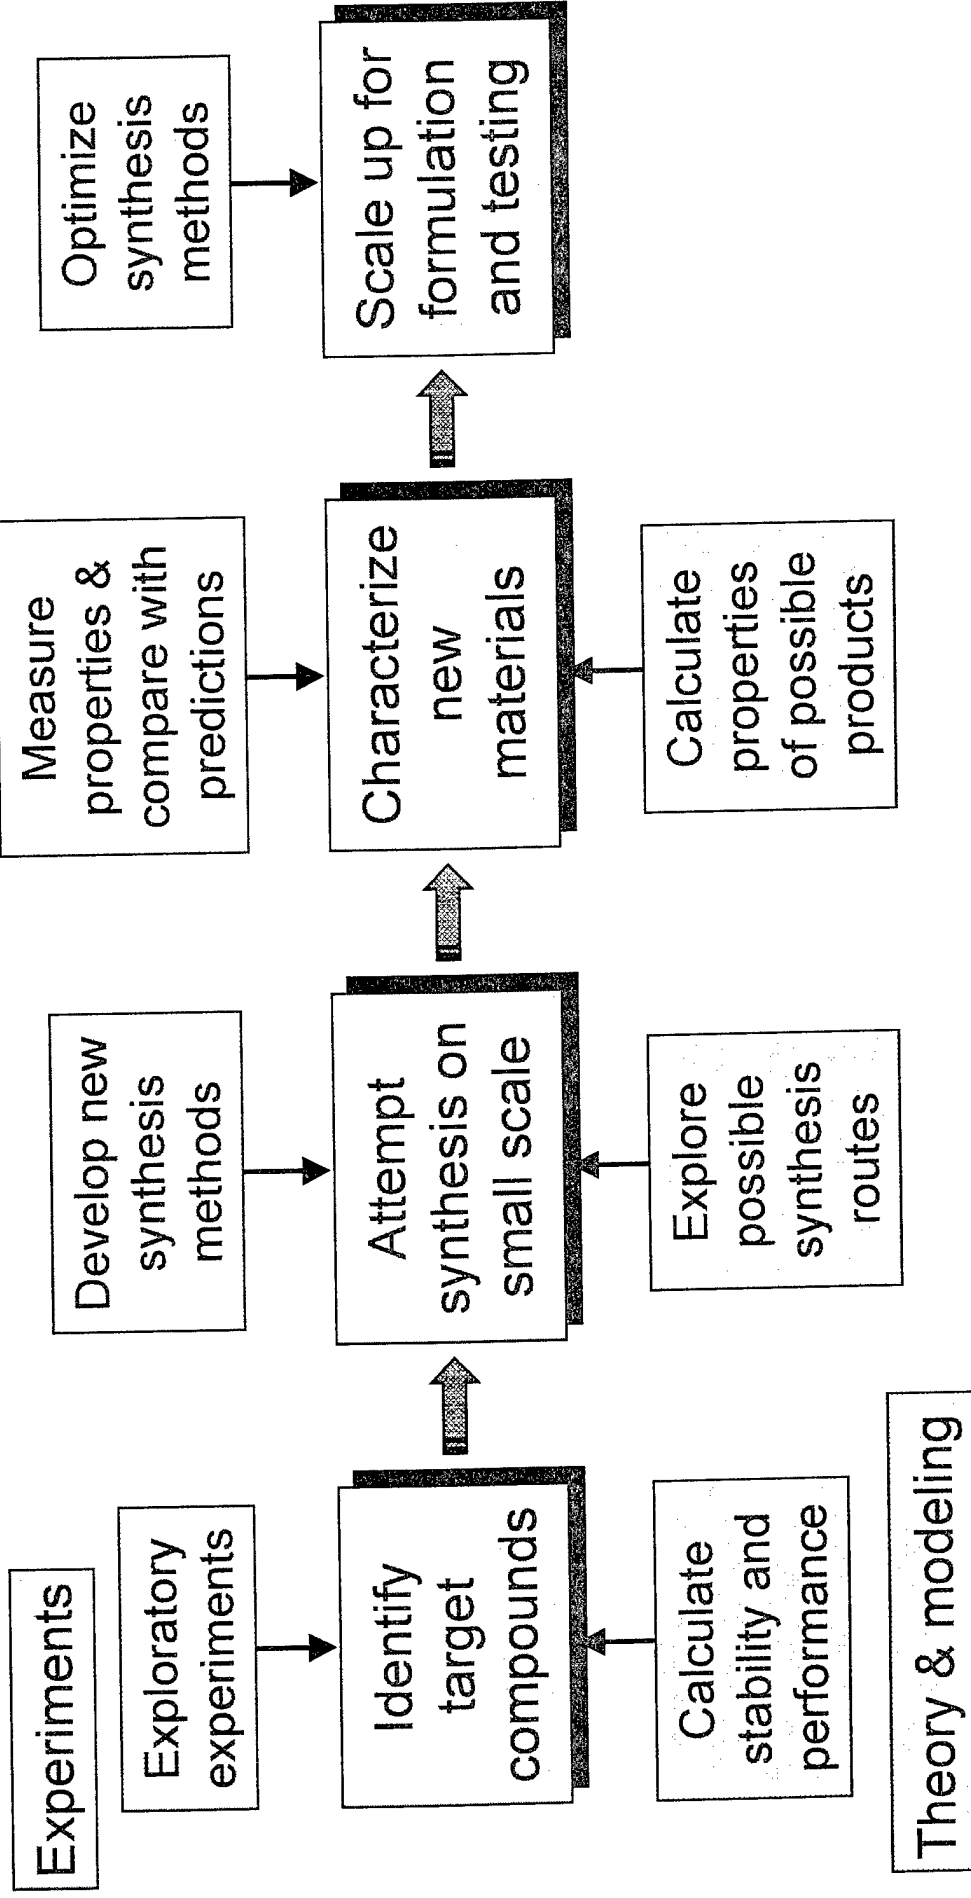 Experiments
Exploratory
experiments
Develop new
synthesis
methods
Measure
properties &
compare with
predictions
Optimize
synthesis
methods
Identify
target
compounds
Attempt
synthesis on
small scale
Characterize
new
materials
Scale up for
formulation
and testing
Calculate
stability and
performance
Explore
possible
synthesis
routes
Calculate
properties
of possible
products
Theory & modeling